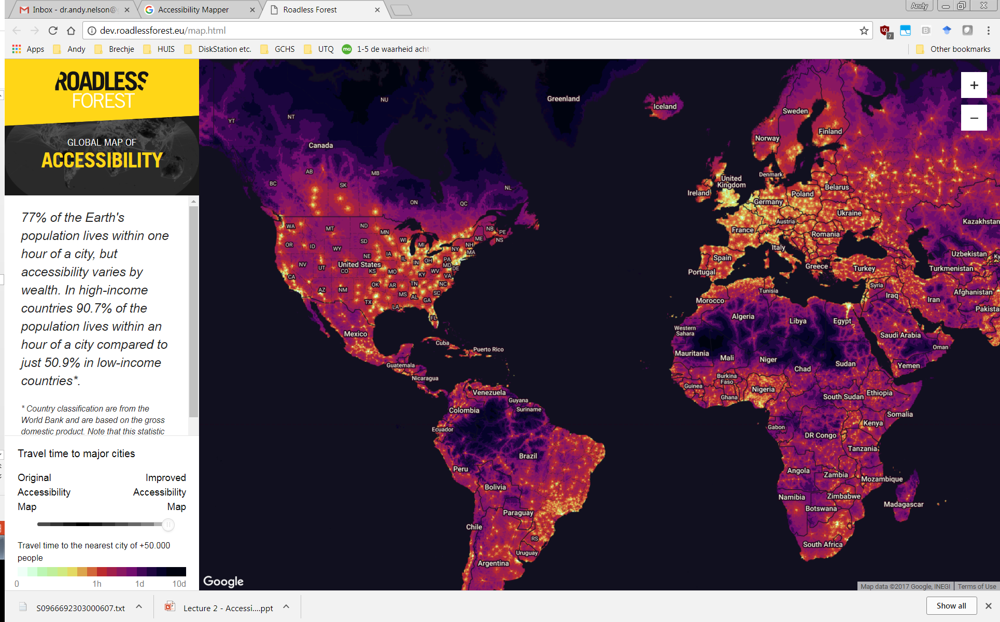 Inbox - dr.andy.nelson@
Accessibility Mapper
Roadless Forest
Andy
dev.roadlessforest.eu/map.html
7
Apps
Andy
Brechje
HUIS
DiskStation etc.
GCHS
UTQ
1-5 de waarheid acht
Other bookmarks
ROADLESS
FOREST
GLOBAL MAP OF
ACCESSIBILITY
77% of the Earth's
population lives within one
hour of a city, but
accessibility varies by
wealth. In high-income
countries 90.7% of the
population lives within an
hour of a city compared to
just 50.9% in low-income
countries*.
* Country classification are from the
World Bank and are based on the gross
domestic product. Note that this statistic
Travel time to major cities
Original
Accessibility
Map
Improved
Accessibility
Map
Travel time to the nearest city of +50.000
people
0
1h
1d
10d
+
−
NU
Greenland
Iceland
NT
YT
Sweden
Finland
Norway
Canada
AB
MB
SK
BC
NL
ON
QC
Denmark
United
Kingdom
Ireland
Belarus
Poland
Germany
Ukraine
Austria
France
Kazakhstan
Romania
Italy
Spain
Portugal
Greece
Turkey
Uzbekistan
Ky
Turkmenistan
WA
MT
ND
MN
NB
PE
ME
NS
OR
ID
WY
SD
WI
MI
NH
NY
MA
NE
IA
IL
IN
OH
PA
MD
DE
NV
UT
United States
CO
KS
MO
KY
WV
VA
CA
AZ
NM
OK
AR
TN
NC
MS
AL
SC
GA
TX
LA
FL
Tunisia
Syria
Iraq
Iran
Afghanistan
Pakista
Morocco
Algeria
Libya
Egypt
Western
Sahara
Saudi Arabia
Oman
Mexico
Cuba
Puerto Rico
Mauritania
Mali
Niger
Chad
Sudan
Yemen
Guatemala
Nicaragua
Burkina
Faso
Guinea
Ghana
Nigeria
South Sudan
Ethiopia
Somalia
Venezuela
Guyana
Suriname
Colombia
Ecuador
Gabon
DR Congo
Kenya
Tanzania
Brazil
Peru
Bolivia
Angola
Zambia
Mozambique
Namibia
Zimbabwe
Botswana
Madagascar
Paraguay
Chile
RS
Uruguay
Argentina
South Africa
Google
Map data ©2017 Google, INEGI
Terms of Use
S0966692303000607.txt
Lecture 2 - Accessi....ppt
Show all